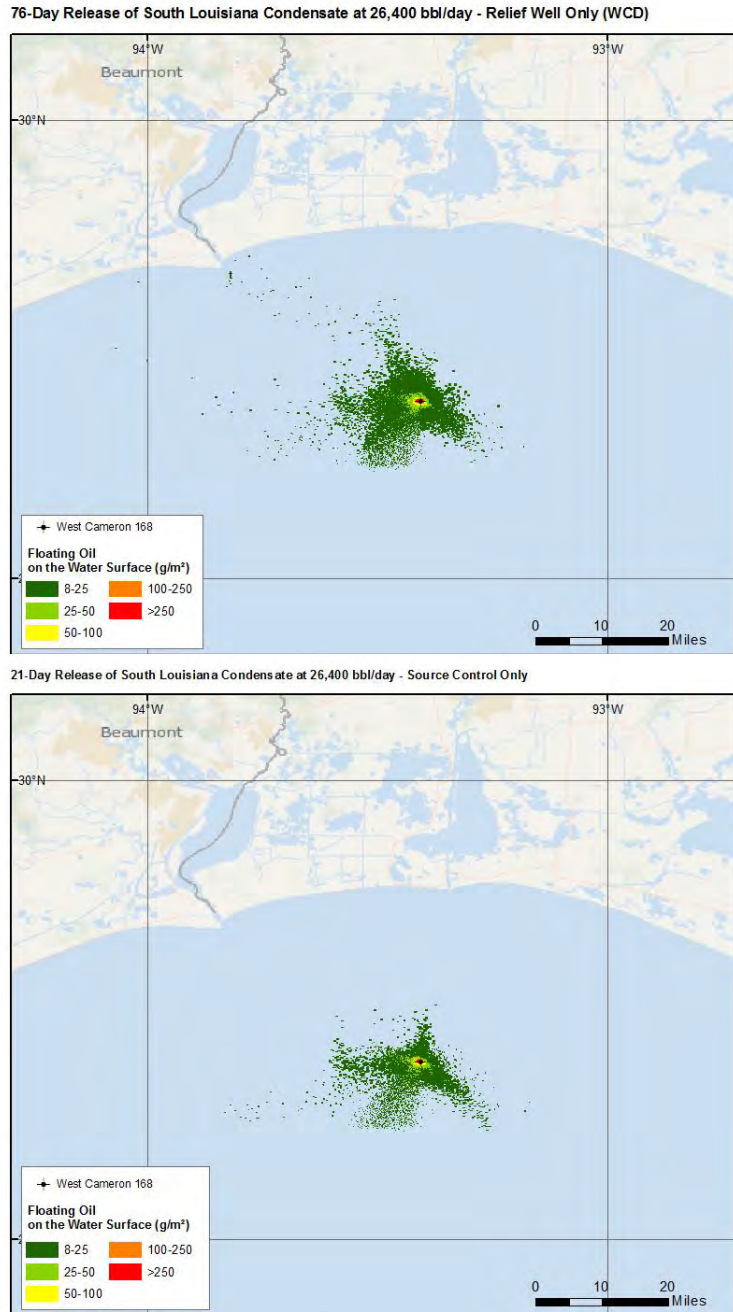 76-Day Release of South Louisiana Condensate at 26,400 bbl/day - Relief Well Only (WCD)
94°W
93°W
Beaumont
30°N
West Cameron 168
Floating Oil
on the Water Surface (g/m²)
8-25
100-250
25-50
>250
50-100
0 10 20
Miles
21-Day Release of South Louisiana Condensate at 26,400 bbl/day - Source Control Only
94°W
93°W
Beaumont
30°N
West Cameron 168
Floating Oil
on the Water Surface (g/m²)
8-25
100-250
25-50
>250
50-100
0 10 20
Miles